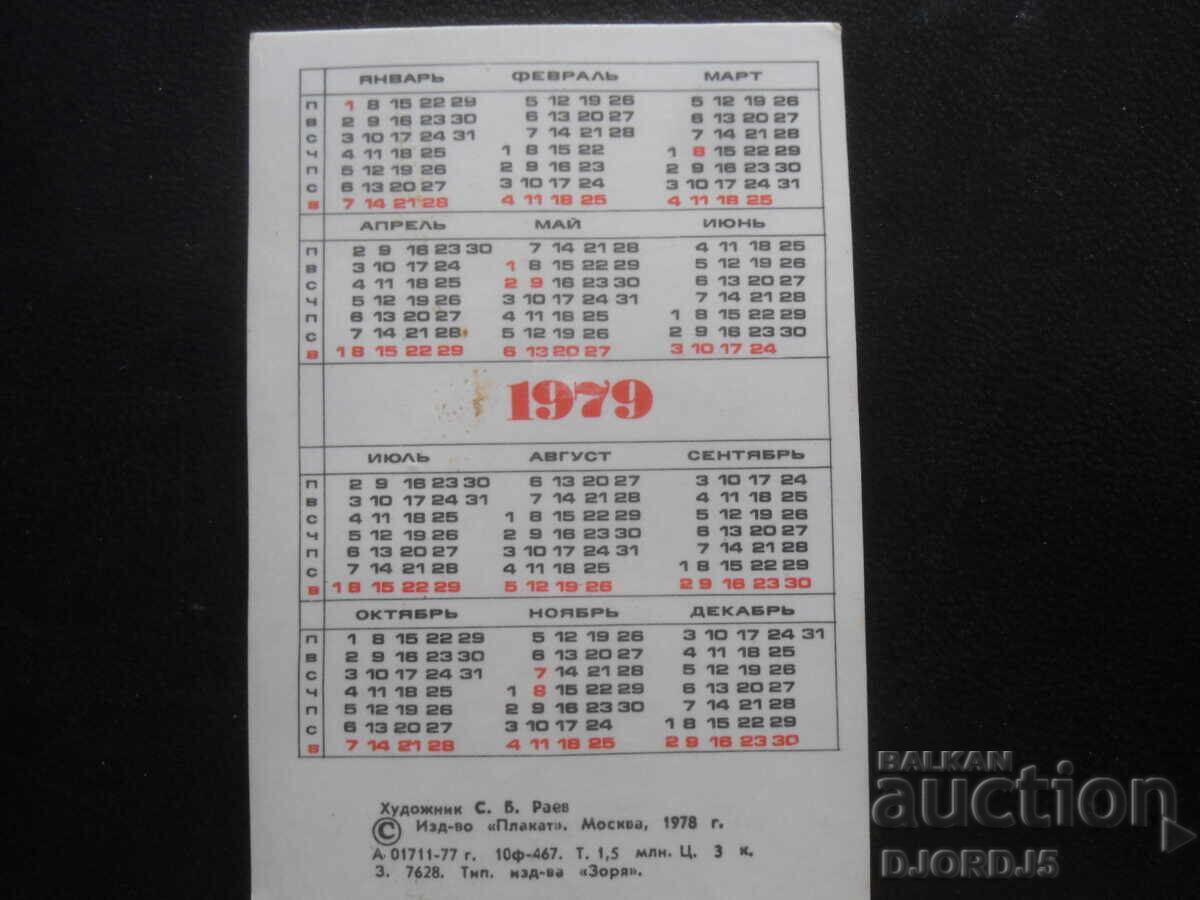 ЯНВАРЬ ФЕВРАЛЬ МАРТ
П 1 8 15 22 29 5 12 19 26 5 12 19 26
В 2 9 16 23 30 6 13 20 27 6 13 20 27
С 3 10 17 24 31 7 14 21 28 7 14 21 28
Ч 4 11 18 25 1 8 15 22 1 8 15 22 29
П 5 12 19 26 2 9 16 23 2 9 16 23 30
С 6 13 20 27 3 10 17 24 3 10 17 24 31
В 7 14 21 28 4 11 18 25 4 11 18 25
АПРЕЛЬ МАЙ ИЮНЬ
П 2 9 16 23 30 7 14 21 28 4 11 18 25
В 3 10 17 24 1 8 15 22 29 5 12 19 26
С 4 11 18 25 2 9 16 23 30 6 13 20 27
Ч 5 12 19 26 3 10 17 24 31 7 14 21 28
П 6 13 20 27 4 11 18 25 1 8 15 22 29
С 7 14 21 28 5 12 19 26 2 9 16 23 30
В 1 8 15 22 29 6 13 20 27 3 10 17 24
1979
ИЮЛЬ АВГУСТ СЕНТЯБРЬ
П 2 9 16 23 30 6 13 20 27 3 10 17 24
В 3 10 17 24 31 7 14 21 28 4 11 18 25
С 4 11 18 25 1 8 15 22 29 5 12 19 26
Ч 5 12 19 26 2 9 16 23 30 6 13 20 27
П 6 13 20 27 3 10 17 24 31 7 14 21 28
С 7 14 21 28 4 11 18 25 1 8 15 22 29
В 1 8 15 22 29 5 12 19 26 2 9 16 23 30
ОКТЯБРЬ НОЯБРЬ ДЕКАБРЬ
П 1 8 15 22 29 5 12 19 26 3 10 17 24 31
В 2 9 16 23 30 6 13 20 27 4 11 18 25
С 3 10 17 24 31 7 14 21 28 5 12 19 26
Ч 4 11 18 25 1 8 15 22 29 6 13 20 27
П 5 12 19 26 2 9 16 23 30 7 14 21 28
С 6 13 20 27 3 10 17 24 1 8 15 22 29
В 7 14 21 28 4 11 18 25 2 9 16 23 30
Художник С. Б. Раев
© Изд-во «Плакат». Москва, 1978 г.
А 01711-77 г. 10ф-467. Т. 1,5 млн. Ц. 3 к.
З. 7628. Тип. изд-ва «Зоря».
BALKAN
auction
DJORDJ5